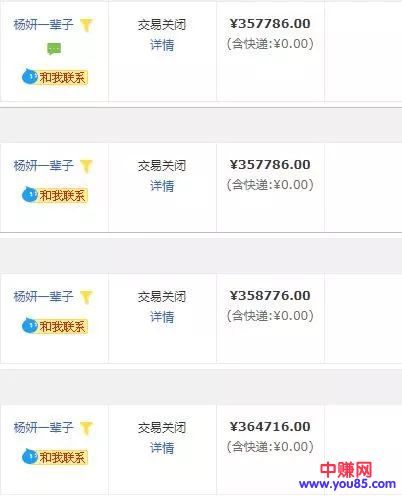 杨妍一辈子 交易关闭 ¥357786.00
详情 (含快递:¥0.00)
和我联系
杨妍一辈子 交易关闭 ¥357786.00
详情 (含快递:¥0.00)
和我联系
杨妍一辈子 交易关闭 ¥358776.00
详情 (含快递:¥0.00)
和我联系
杨妍一辈子 交易关闭 ¥364716.00
详情 (含快递:¥0.00)
和我联系
中赚网
www.you85.com